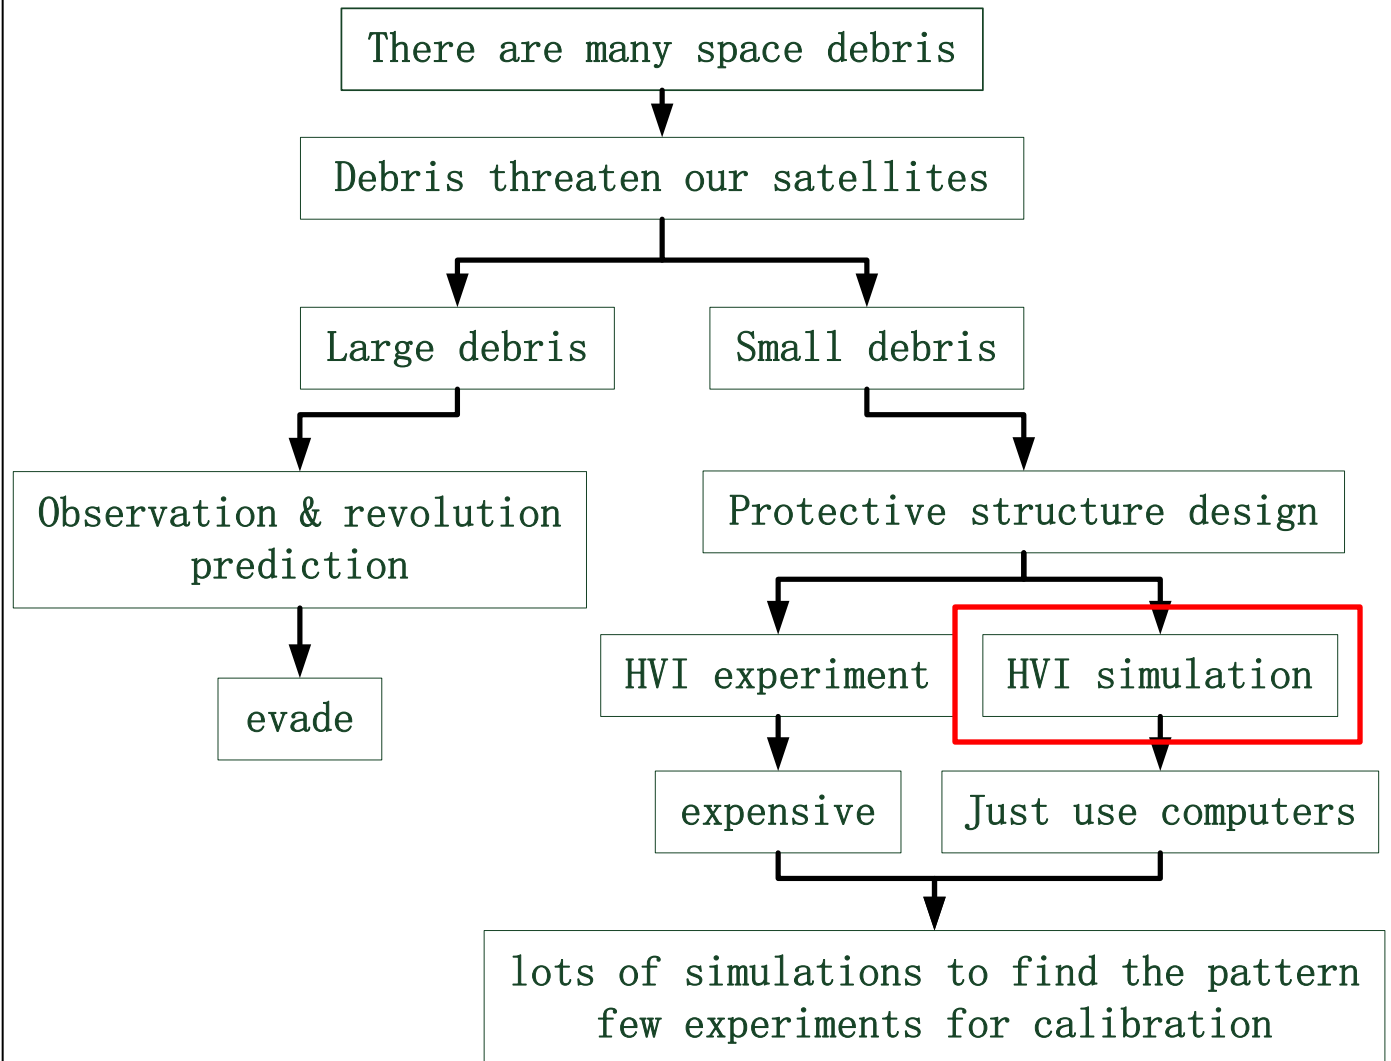 There are many space debris
Debris threaten our satellites
Large debris
Small debris
Observation & revolution
prediction
Protective structure design
HVI experiment
HVI simulation
evade
expensive
Just use computers
lots of simulations to find the pattern
few experiments for calibration